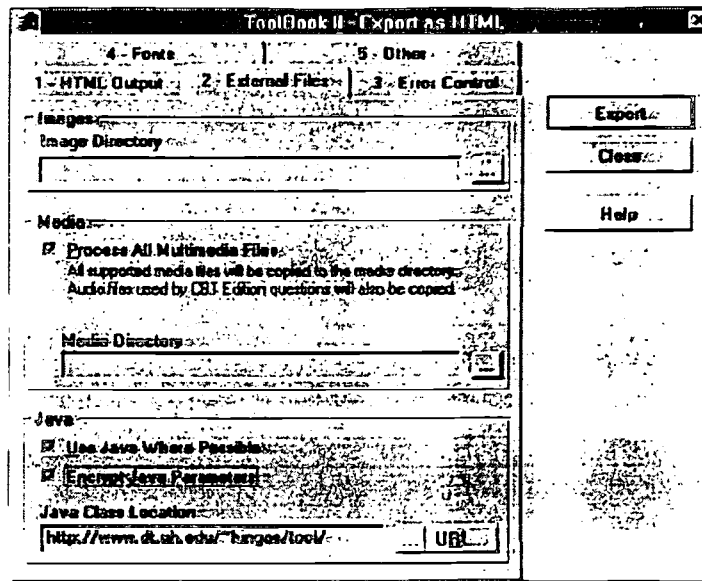 ToolBook II - Export as HTML
4 - Fonts
5 - Other
1 - HTML Output
2 - External Files
3 - Error Control
Export
Close
Help
Images
Image Directory
Media
Process All Multimedia Files
All supported media files will be copied to the media directory.
Audio files used by CBT Edition questions will also be copied.
Media Directory
Java
Use Java Where Possible
Encrypt Java Parameters
Java Class Location
URL